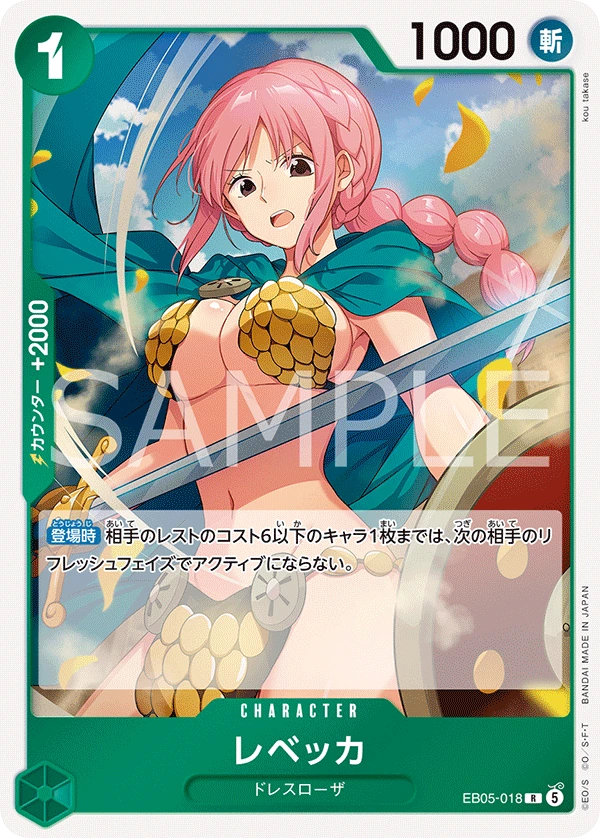 1
1000
斬
kou takase
カウンター +2000
SAMPLE
登場時 相手のレストのコスト6以下のキャラ1枚までは、次の相手のリ
フレッシュフェイズでアクティブにならない。
CHARACTER
レベッカ
ドレスローザ
EB05-018 R 5
©E.O/S ©O./S・F・T BANDAI MADE IN JAPAN